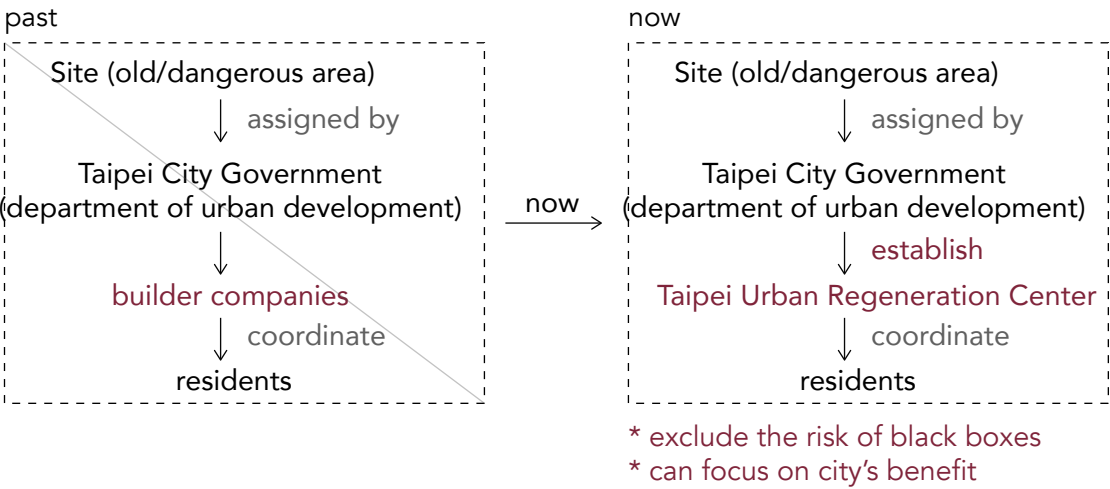 past
Site (old/dangerous area)
assigned by
Taipei City Government
(department of urban development)
builder companies
coordinate
residents
now
now
Site (old/dangerous area)
assigned by
Taipei City Government
(department of urban development)
establish
Taipei Urban Regeneration Center
coordinate
residents
* exclude the risk of black boxes
* can focus on city's benefit